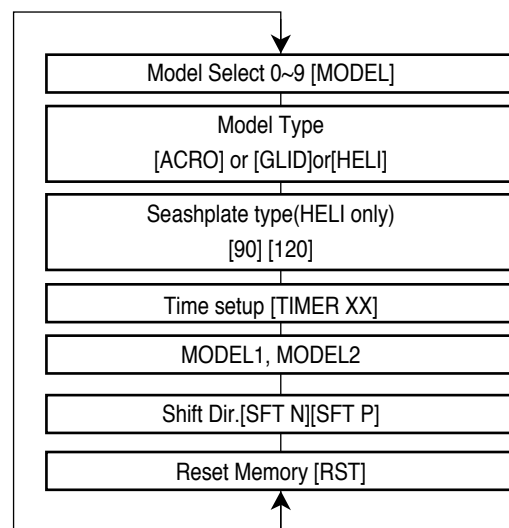 Model Select 0~9 [MODEL]
Model Type
[ACRO] or [GLID]or[HELI]
Seashplate type(HELI only)
[90] [120]
Time setup [TIMER XX]
MODEL1, MODEL2
Shift Dir.[SFT N][SFT P]
Reset Memory [RST]